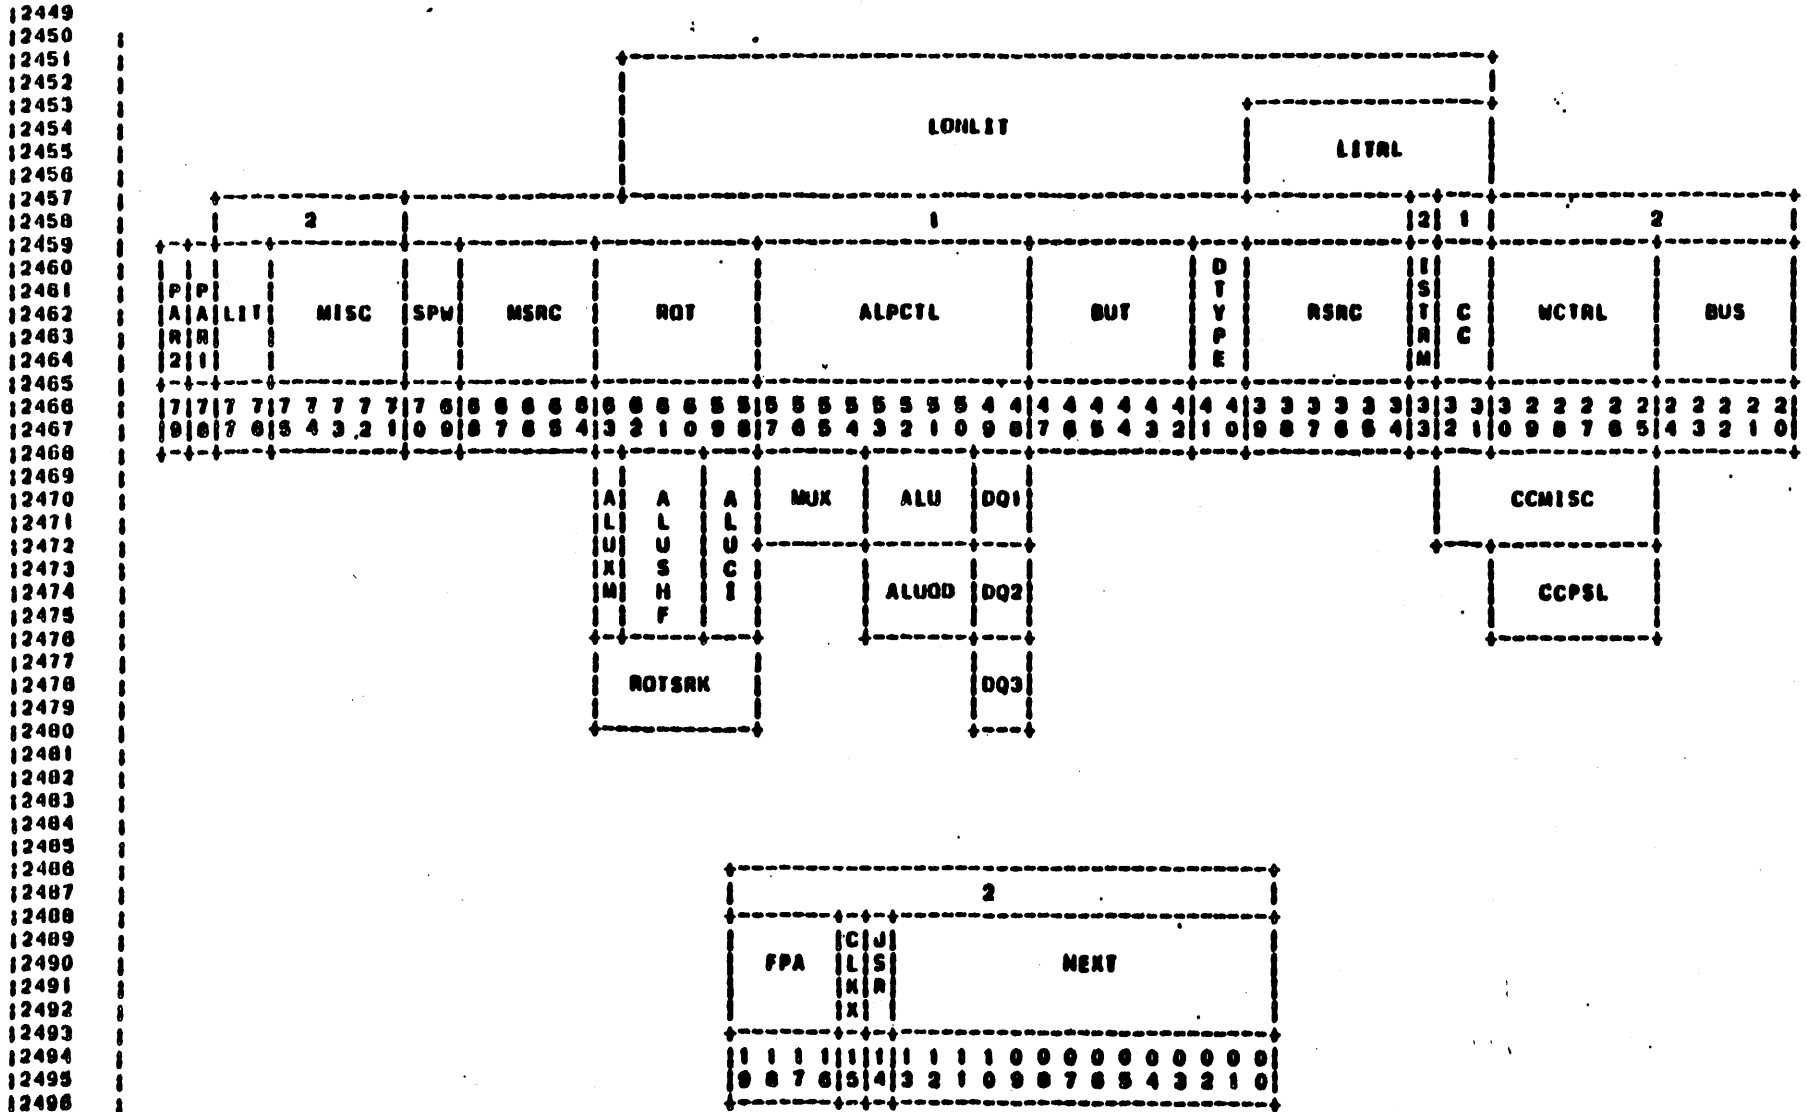 12449
12450 |
12451 | +-------------------------------+
12452 | | |
12453 | | +--------+
12454 | | LONLIT |
12455 | | | LITRL |
12456 | | | |
12457 | +------+-------+-----------------------+-----+-+-+-----------+
12458 | | 2 | 1 |2| 1 | 2 |
12459 | +-+-+---+-----+---+-----+------+----------+------+--+------+-+--+------+-----+
12460 | | | | | | | | | | | D | |I| | | |
12461 | |P|P| | | | | | | | T | |S| | | |
12462 | |A|A|LIT| MISC |SPW| MSRC | ROT | ALPCTL | BUT | Y | RSRC |T| C | WCTRL | BUS |
12463 | |R|R| | | | | | | | P | |R| C | | |
12464 | |2|1| | | | | | | | E | |M| | | |
12465 | +-+-+---+-----+---+-----+------+----------+------+--+------+-+--+------+-----+
12466 | |7|7|7 7|7 7 7 7 7|7 6|6 6 6 6 6|6 6 6 6 5 5|5 5 5 5 5 5 5 5 4 4|4 4 4 4 4 4|4 4|3 3 3 3 3 3|3|3 3|3 2 2 2 2 2|2 2 2 2 2|
12467 | |9|8|7 6|5 4 3 2 1|0 9|8 7 6 5 4|3 2 1 0 9 8|7 6 5 4 3 2 1 0 9 8|7 6 5 4 3 2|1 0|9 8 7 6 5 4|3|2 1|0 9 8 7 6 5|4 3 2 1 0|
12468 | +-+-+---+-----+---+-----+------+----------+------+--+------+-+--+------+-----+
12469 | | | | | | | | | |
12470 | |A| A | A | MUX | ALU |DQ1| | CCMISC |
12471 | |L| L | L | | | | | |
12472 | |U| U | U +-------+-------+---+ +--+-----------+
12473 | |X| S | C | | | | | |
12474 | |M| H | I | | ALUOD |DQ2| | CCPSL |
12475 | | | F | | | | | | |
12476 | +-+-----+---+ +-------+---+ +-----------+
12477 | | | | |
12478 | | ROTSRK | |DQ3|
12479 | | | | |
12480 | +-----------+ +---+
12481 |
12482 |
12483 |
12484 |
12485 |
12486 | +---------------------------------------+
12487 | | 2 |
12488 | +-------+-+-+---------------------------+
12489 | | |C|J| |
12490 | | FPA |L|S| NEXT |
12491 | | |K|R| |
12492 | | |X| | |
12493 | +-------+-+-+---------------------------+
12494 | |1 1 1 1|1|1|1 1 1 1 0 0 0 0 0 0 0 0 0 0|
12495 | |9 8 7 6|5|4|3 2 1 0 9 8 7 6 5 4 3 2 1 0|
12496 | +-------+-+-+---------------------------+